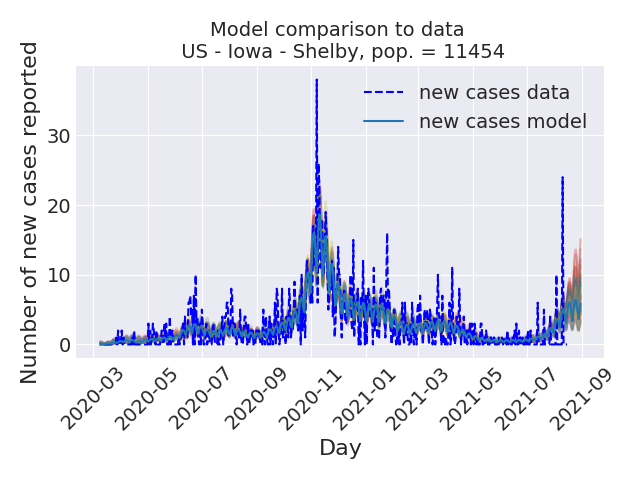 Model comparison to data
US - Iowa - Shelby, pop. = 11454
Number of new cases reported
new cases data
new cases model
30
20
10
0
2020-03
2020-05
2020-07
2020-09
2020-11
2021-01
2021-03
2021-05
2021-07
2021-09
Day